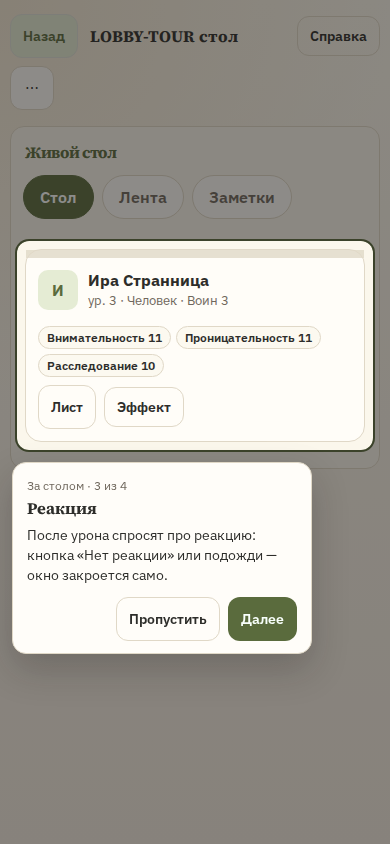 Назад
LOBBY-TOUR стол
Справка
...
Живой стол
Стол
Лента
Заметки
И
Ира Странница
ур. 3 · Человек · Воин 3
Внимательность 11
Проницательность 11
Расследование 10
Лист
Эффект
За столом · 3 из 4
Реакция
После урона спросят про реакцию:
кнопка «Нет реакции» или подожди —
окно закроется само.
Пропустить
Далее